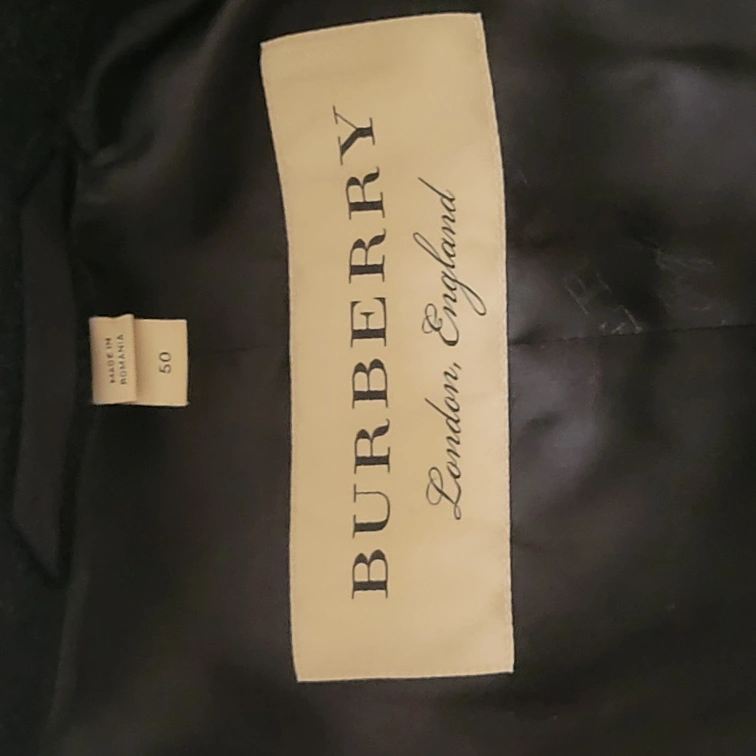 BURBERRY
London, England
MADE IN
ROMANIA
50